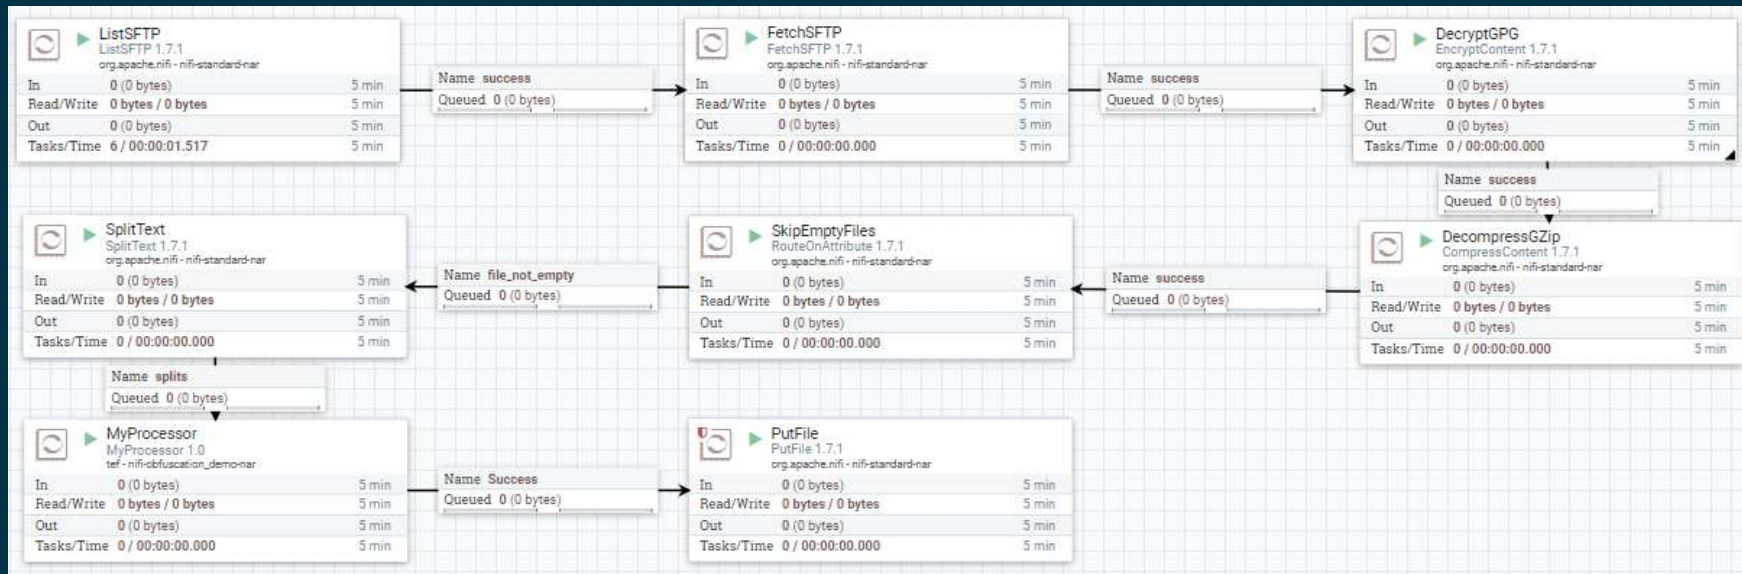 ListSFTP
ListSFTP 1.7.1
org.apache.nifi - nifi-standard-nar
In 0 (0 bytes) 5 min
Read/Write 0 bytes / 0 bytes 5 min
Out 0 (0 bytes) 5 min
Tasks/Time 6 / 00:00:01.517 5 min
Name success
Queued 0 (0 bytes)
FetchSFTP
FetchSFTP 1.7.1
org.apache.nifi - nifi-standard-nar
In 0 (0 bytes) 5 min
Read/Write 0 bytes / 0 bytes 5 min
Out 0 (0 bytes) 5 min
Tasks/Time 0 / 00:00:00.000 5 min
Name success
Queued 0 (0 bytes)
DecryptGPG
EncryptContent 1.7.1
org.apache.nifi - nifi-standard-nar
In 0 (0 bytes) 5 min
Read/Write 0 bytes / 0 bytes 5 min
Out 0 (0 bytes) 5 min
Tasks/Time 0 / 00:00:00.000 5 min
Name success
Queued 0 (0 bytes)
DecompressGZip
CompressContent 1.7.1
org.apache.nifi - nifi-standard-nar
In 0 (0 bytes) 5 min
Read/Write 0 bytes / 0 bytes 5 min
Out 0 (0 bytes) 5 min
Tasks/Time 0 / 00:00:00.000 5 min
Name success
Queued 0 (0 bytes)
SkipEmptyFiles
RouteOnAttribute 1.7.1
org.apache.nifi - nifi-standard-nar
In 0 (0 bytes) 5 min
Read/Write 0 bytes / 0 bytes 5 min
Out 0 (0 bytes) 5 min
Tasks/Time 0 / 00:00:00.000 5 min
Name file_not_empty
Queued 0 (0 bytes)
SplitText
SplitText 1.7.1
org.apache.nifi - nifi-standard-nar
In 0 (0 bytes) 5 min
Read/Write 0 bytes / 0 bytes 5 min
Out 0 (0 bytes) 5 min
Tasks/Time 0 / 00:00:00.000 5 min
Name splits
Queued 0 (0 bytes)
MyProcessor
MyProcessor 1.0
tef - nifi-obfuscation_demo-nar
In 0 (0 bytes) 5 min
Read/Write 0 bytes / 0 bytes 5 min
Out 0 (0 bytes) 5 min
Tasks/Time 0 / 00:00:00.000 5 min
Name Success
Queued 0 (0 bytes)
PutFile
PutFile 1.7.1
org.apache.nifi - nifi-standard-nar
In 0 (0 bytes) 5 min
Read/Write 0 bytes / 0 bytes 5 min
Out 0 (0 bytes) 5 min
Tasks/Time 0 / 00:00:00.000 5 min